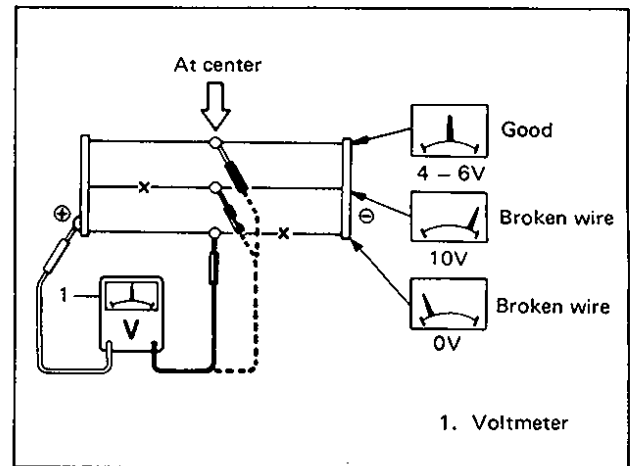 At center
Good
4 – 6V
⊕
⊖
Broken wire
10V
1
V
Broken wire
0V
1. Voltmeter